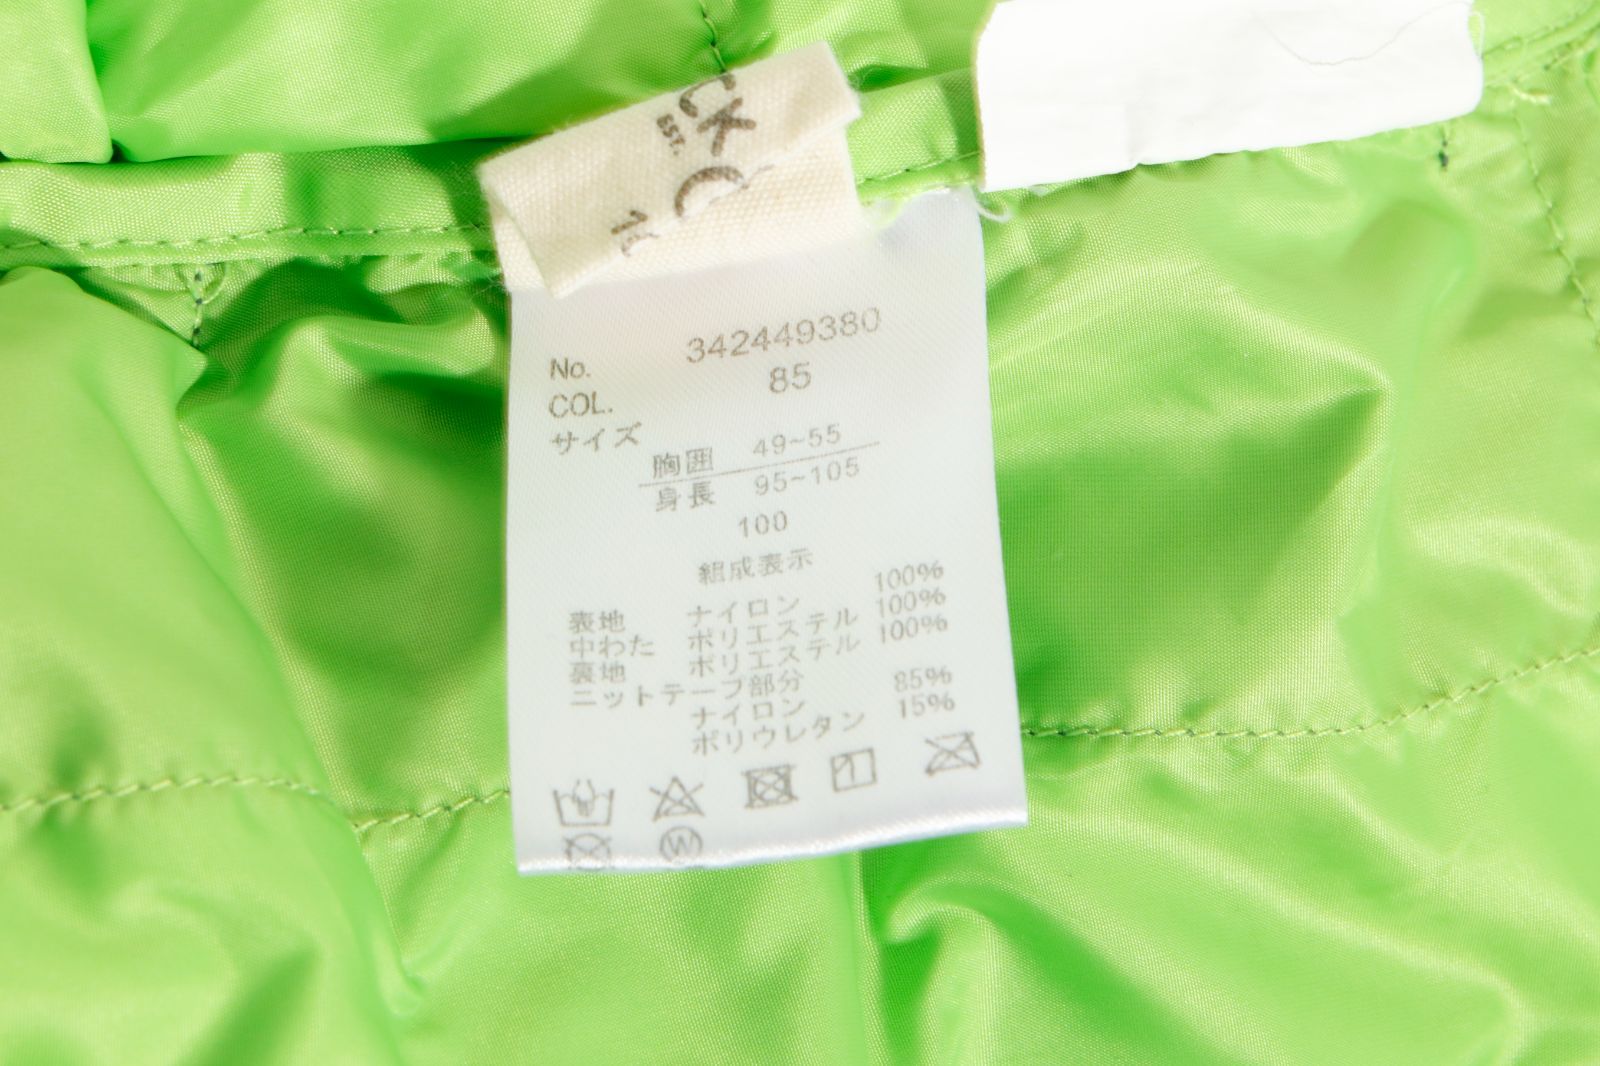 CK
EST.
No. 342449380
COL. 85
サイズ
胸囲 49~55
身長 95~105
100
組成表示
表地 ナイロン 100%
中わた ポリエステル 100%
裏地 ポリエステル 100%
ニットテープ部分
ナイロン 85%
ポリウレタン 15%
1
W